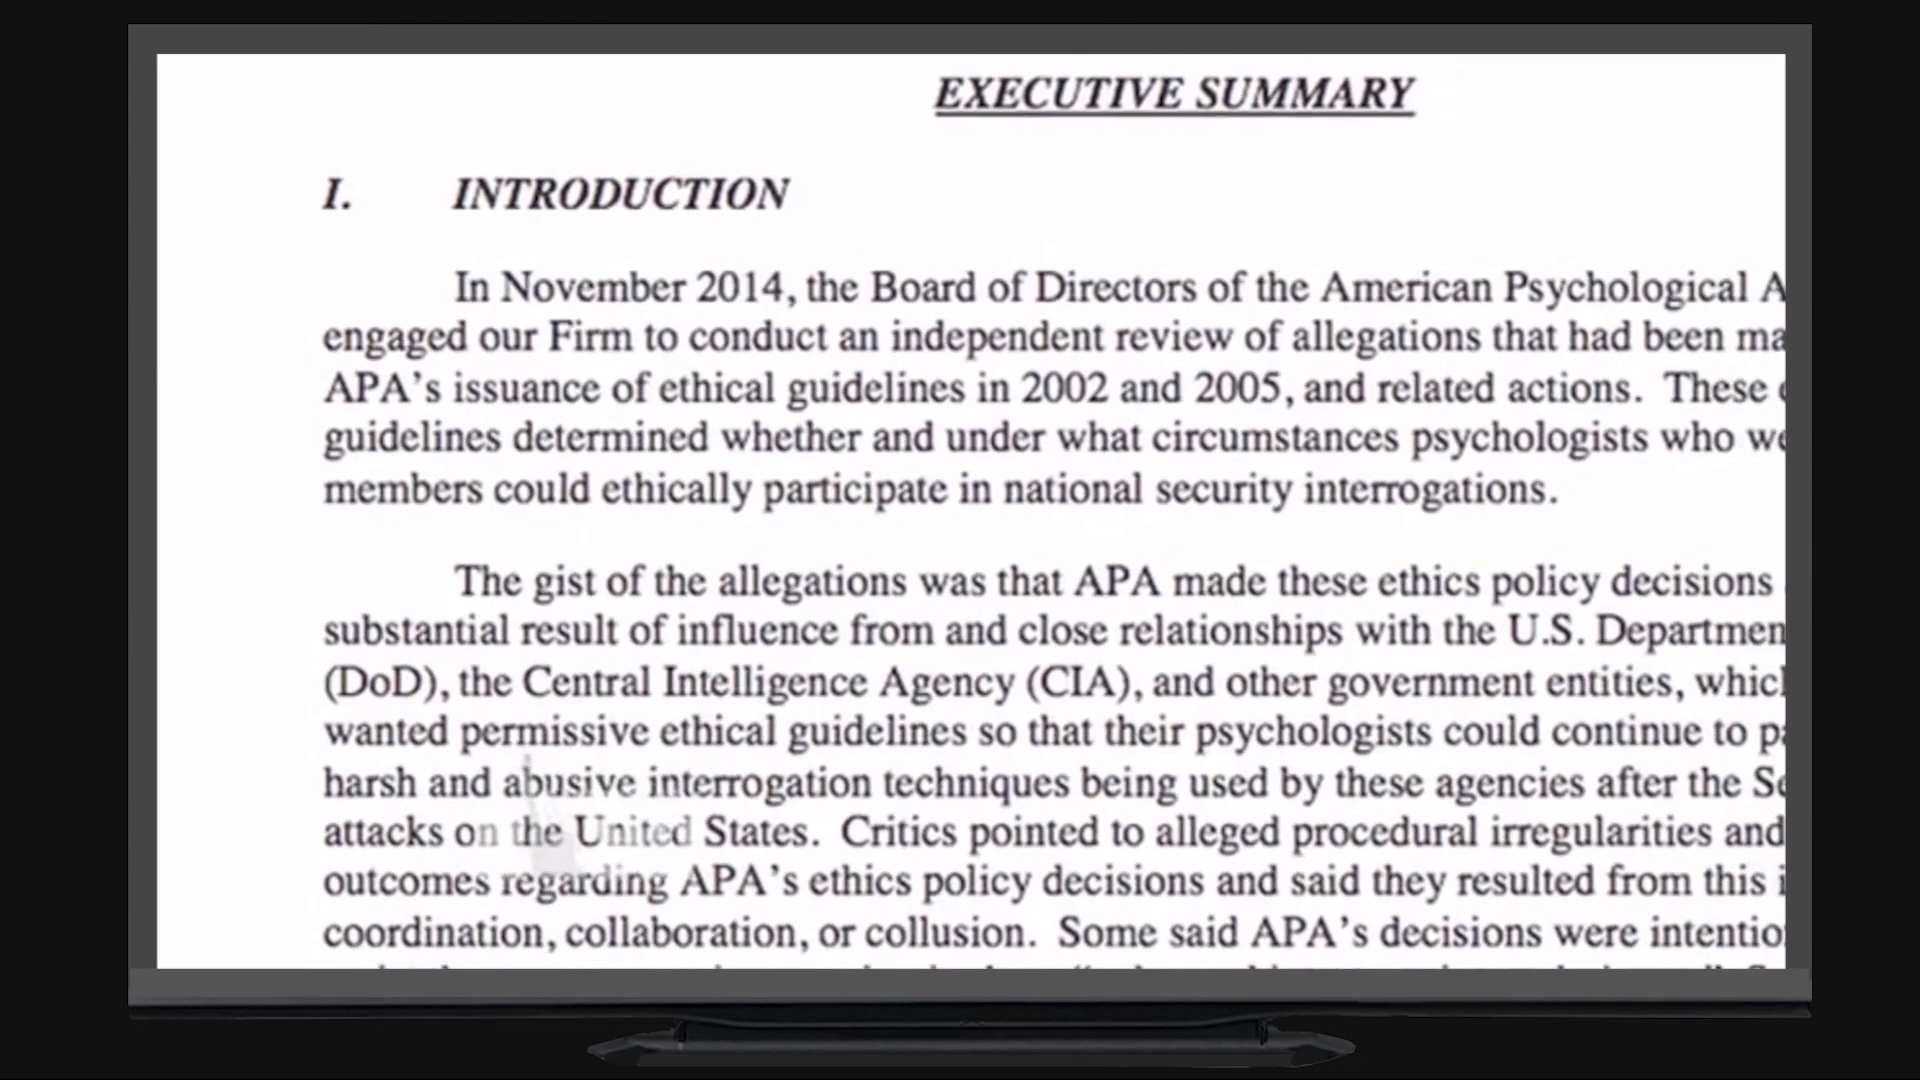 EXECUTIVE SUMMARY
I. INTRODUCTION
In November 2014, the Board of Directors of the American Psychological A
engaged our Firm to conduct an independent review of allegations that had been ma
APA's issuance of ethical guidelines in 2002 and 2005, and related actions. These
guidelines determined whether and under what circumstances psychologists who we
members could ethically participate in national security interrogations.
The gist of the allegations was that APA made these ethics policy decisions
substantial result of influence from and close relationships with the U.S. Departmen
(DoD), the Central Intelligence Agency (CIA), and other government entities, whic
wanted permissive ethical guidelines so that their psychologists could continue to pa
harsh and abusive interrogation techniques being used by these agencies after the Se
attacks on the United States. Critics pointed to alleged procedural irregularities and
outcomes regarding APA's ethics policy decisions and said they resulted from this i
coordination, collaboration, or collusion. Some said APA's decisions were intentio